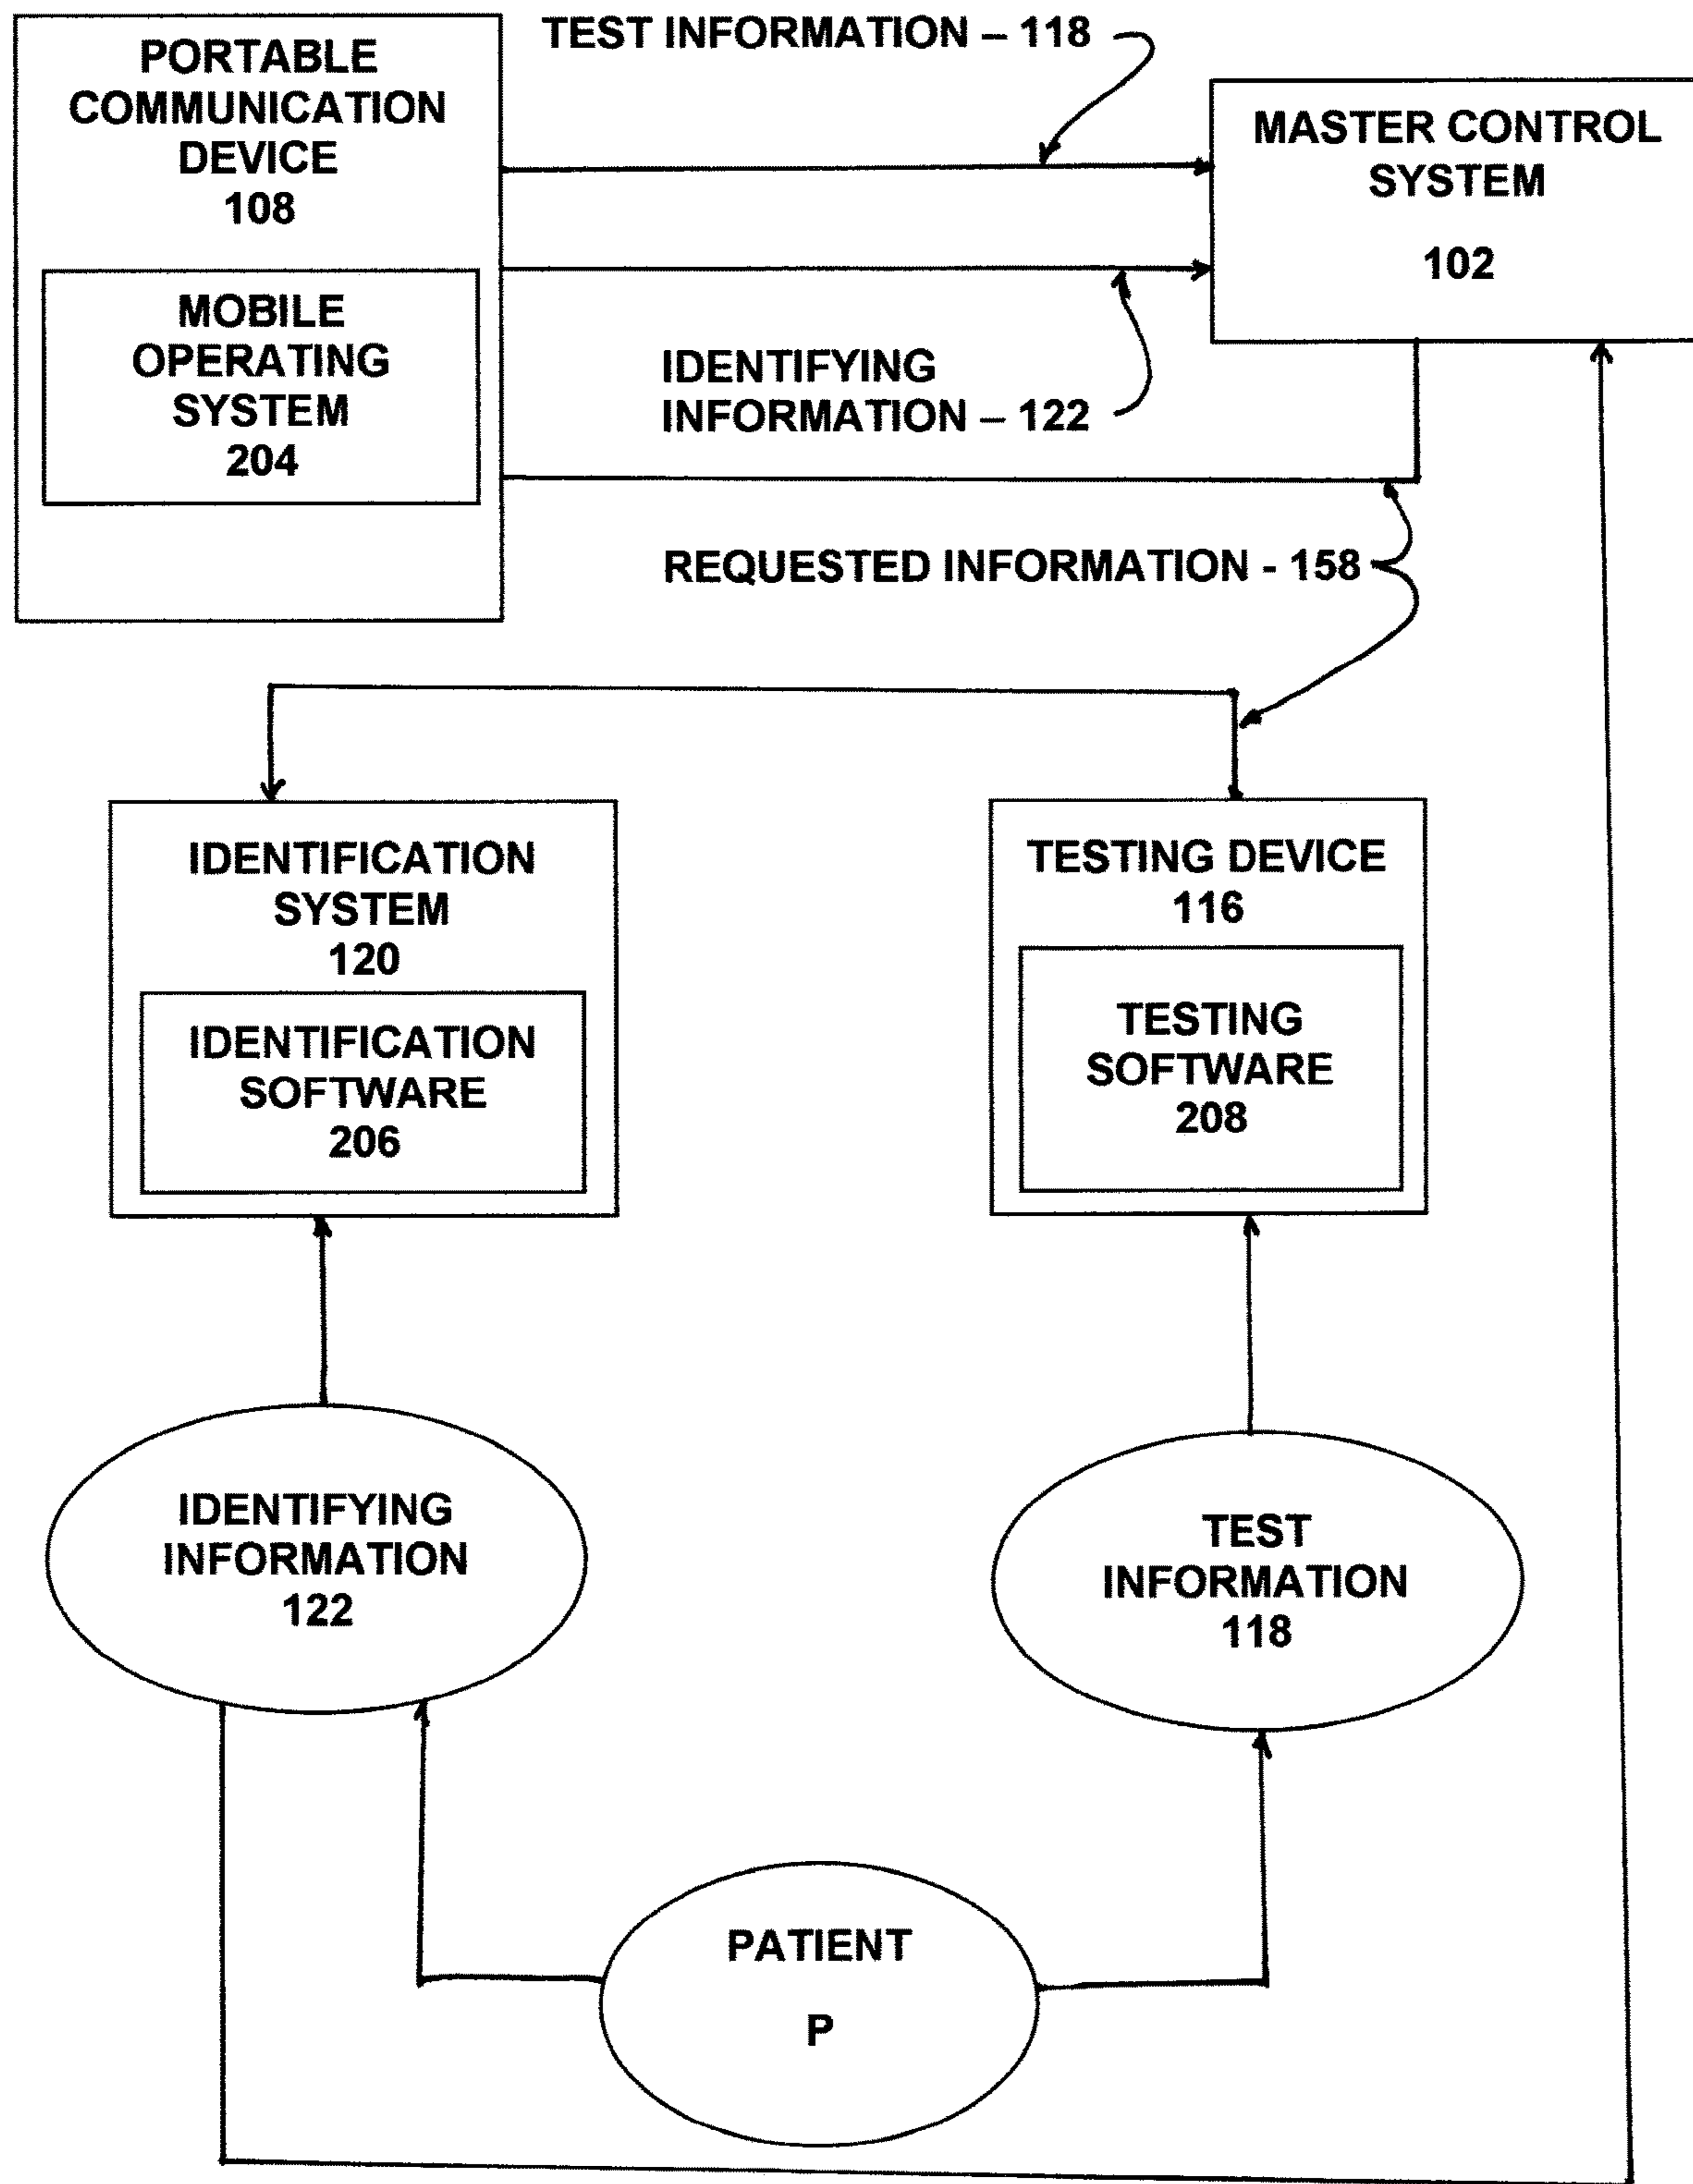 TEST INFORMATION – 118
PORTABLE
COMMUNICATION
DEVICE
108
MASTER CONTROL
SYSTEM
102
MOBILE
OPERATING
SYSTEM
204
IDENTIFYING
INFORMATION – 122
REQUESTED INFORMATION - 158
IDENTIFICATION
SYSTEM
120
IDENTIFICATION
SOFTWARE
206
TESTING DEVICE
116
TESTING
SOFTWARE
208
IDENTIFYING
INFORMATION
122
TEST
INFORMATION
118
PATIENT
P